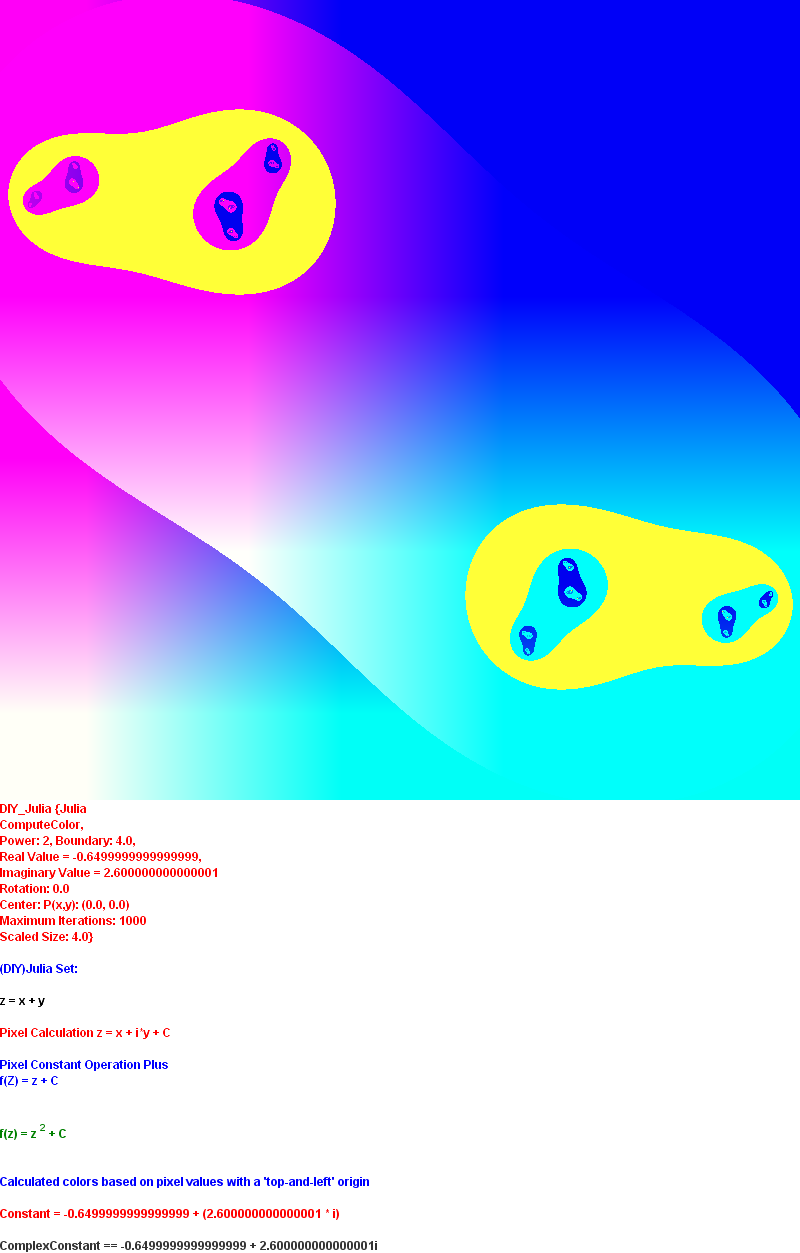 DIY_Julia {Julia
ComputeColor,
Power: 2, Boundary: 4.0,
Real Value = -0.6499999999999999,
Imaginary Value = 2.600000000000001
Rotation: 0.0
Center: P(x,y): (0.0, 0.0)
Maximum Iterations: 1000
Scaled Size: 4.0}
(DIY)Julia Set:
z = x + y
Pixel Calculation z = x + i*y + C
Pixel Constant Operation Plus
f(Z) = z + C
f(z) = z ² + C
Calculated colors based on pixel values with a 'top-and-left' origin
Constant = -0.6499999999999999 + (2.600000000000001 * i)
ComplexConstant == -0.6499999999999999 + 2.600000000000001i